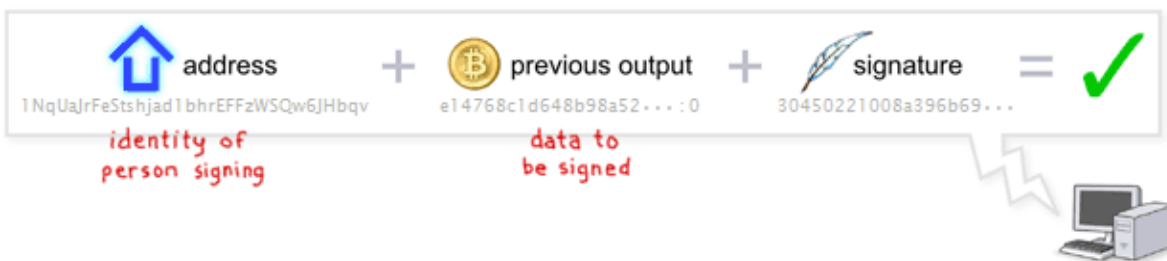 address + previous output + signature = ✓
1NqUaJrFeStshjad1bhrEFFzWSQw6JHbqv e14768c1d648b98a52...:0 30450221008a396b69...
identity of data to
person signing be signed